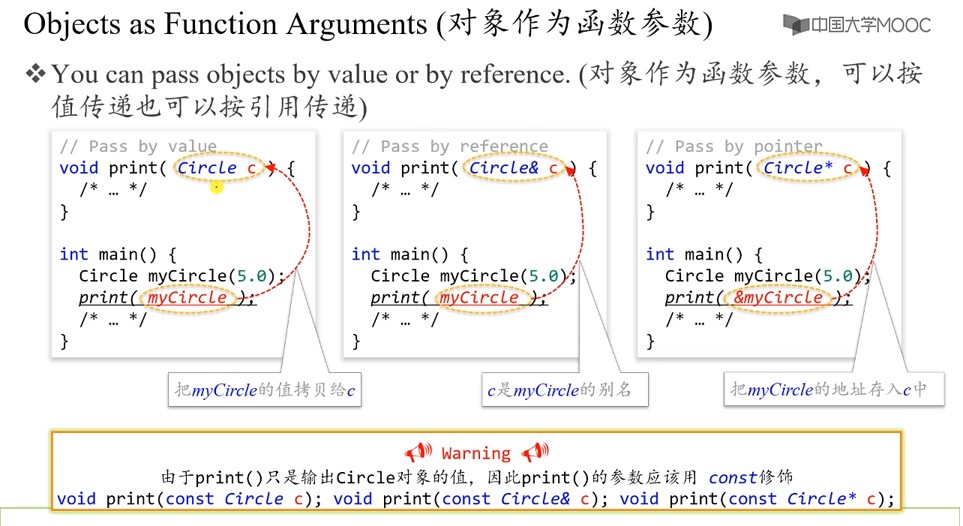 Objects as Function Arguments (对象作为函数参数)
中国大学MOOC
❖You can pass objects by value or by reference. (对象作为函数参数，可以按
值传递也可以按引用传递)
// Pass by value
void print( Circle c ) {
/* … */
}
int main() {
Circle myCircle(5.0);
print( myCircle );
/* … */
}
把myCircle的值拷贝给c
// Pass by reference
void print( Circle& c ) {
/* … */
}
int main() {
Circle myCircle(5.0);
print( myCircle );
/* … */
}
c是myCircle的别名
// Pass by pointer
void print( Circle* c ) {
/* … */
}
int main() {
Circle myCircle(5.0);
print( &myCircle );
/* … */
}
把myCircle的地址存入c中
Warning
由于print()只是输出Circle对象的值，因此print()的参数应该用 const修饰
void print(const Circle c); void print(const Circle& c); void print(const Circle* c);